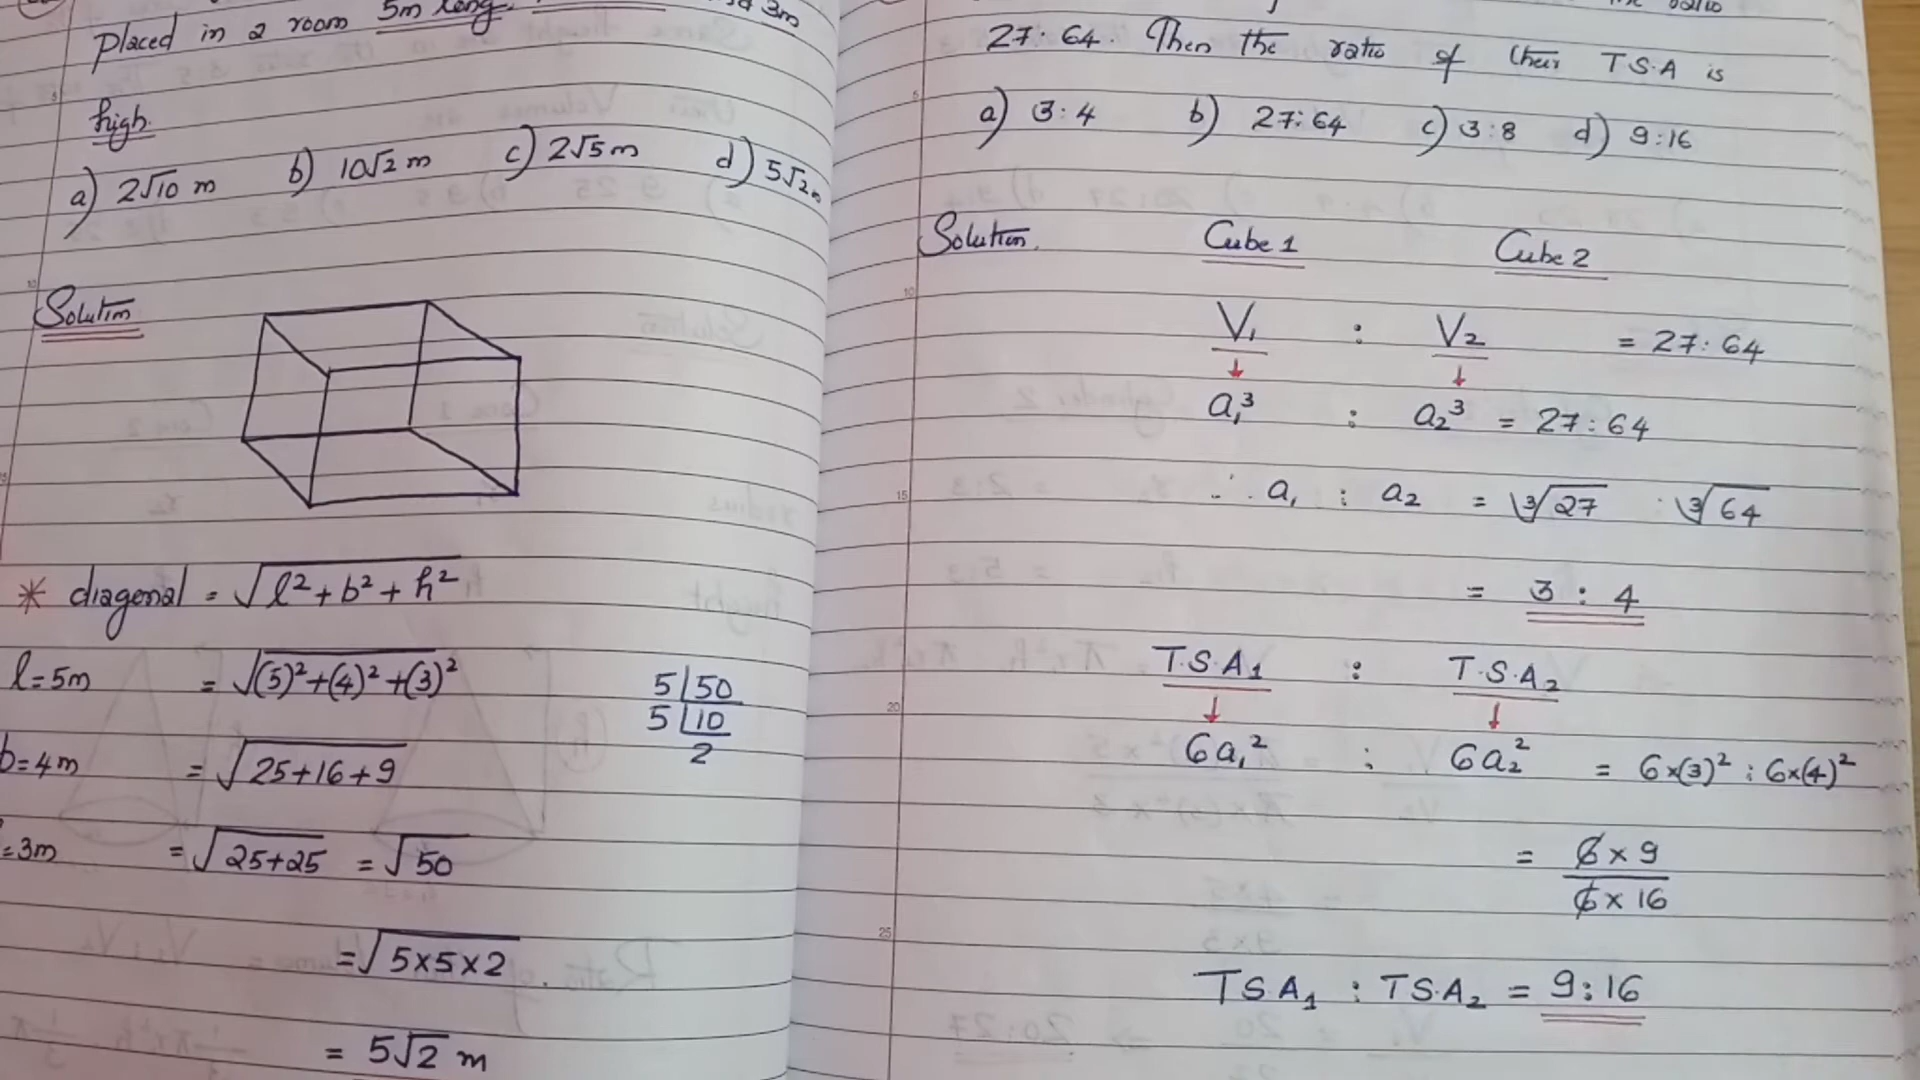 placed in a room 5m long, 3m
high.
a) 2√10 m b) 10√2 m c) 2√5 m d) 5√2m
Solution
* diagonal = √l²+b²+h²
l=5m = √(5)²+(4)²+(3)²
b=4m = √25+16+9
=3m = √25+25 = √50
= √5×5×2
= 5√2 m
5 50
5 10
2
27:64. Then the ratio of their T.S.A is
a) 3:4 b) 27:64 c) 3:8 d) 9:16
Solution. Cube 1 Cube 2
V₁ : V₂ = 27:64
↓ ↓
a₁³ : a₂³ = 27:64
∴ a₁ : a₂ = ∛27 : ∛64
= 3 : 4
T.S.A₁ : T.S.A₂
↓ ↓
6a₁² : 6a₂² = 6×(3)² : 6×(4)²
= 6×9
6×16
TSA₁ : TSA₂ = 9:16